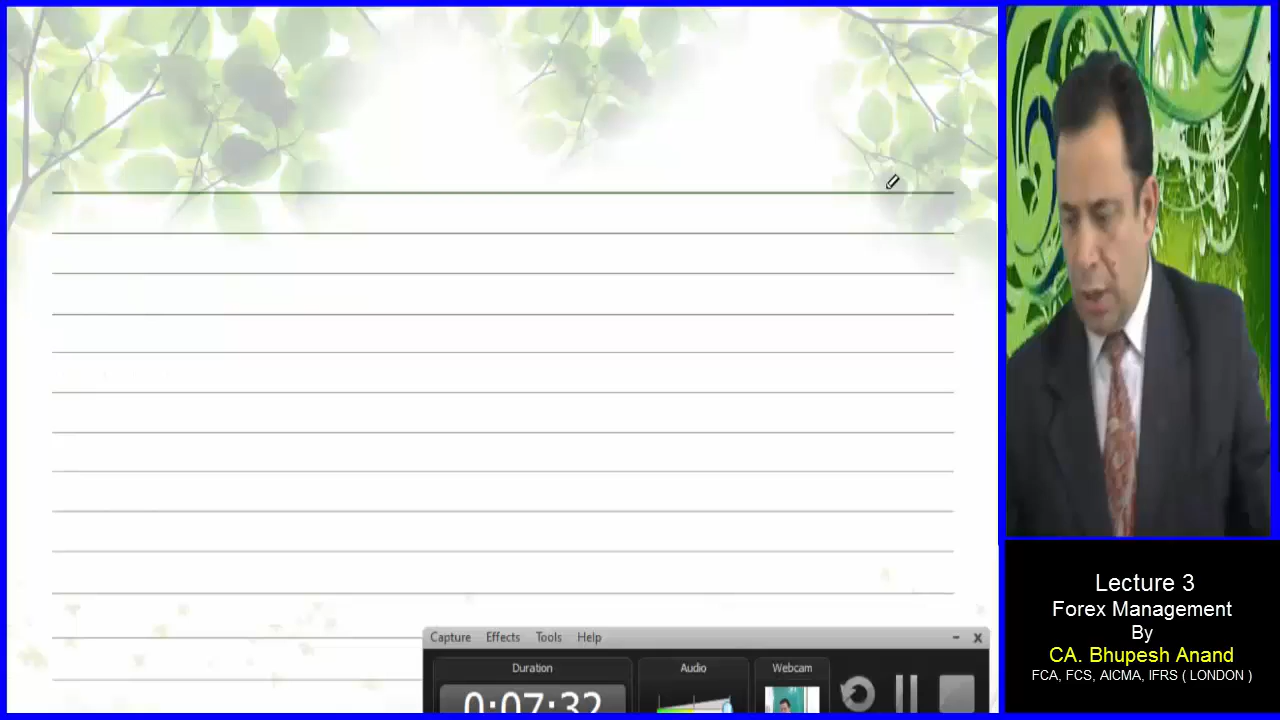 Capture Effects Tools Help
Duration
Audio
Webcam
0:07:32
Lecture 3
Forex Management
By
CA. Bhupesh Anand
FCA, FCS, AICMA, IFRS ( LONDON )